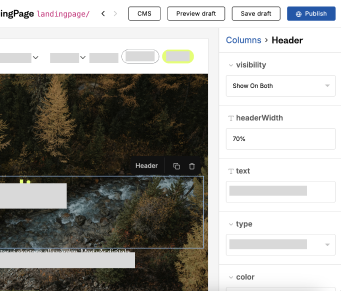 ingPage landingpage/ CMS Preview draft Save draft Publish
Columns > Header
visibility
Show On Both
headerWidth
70%
Header
text
type
color